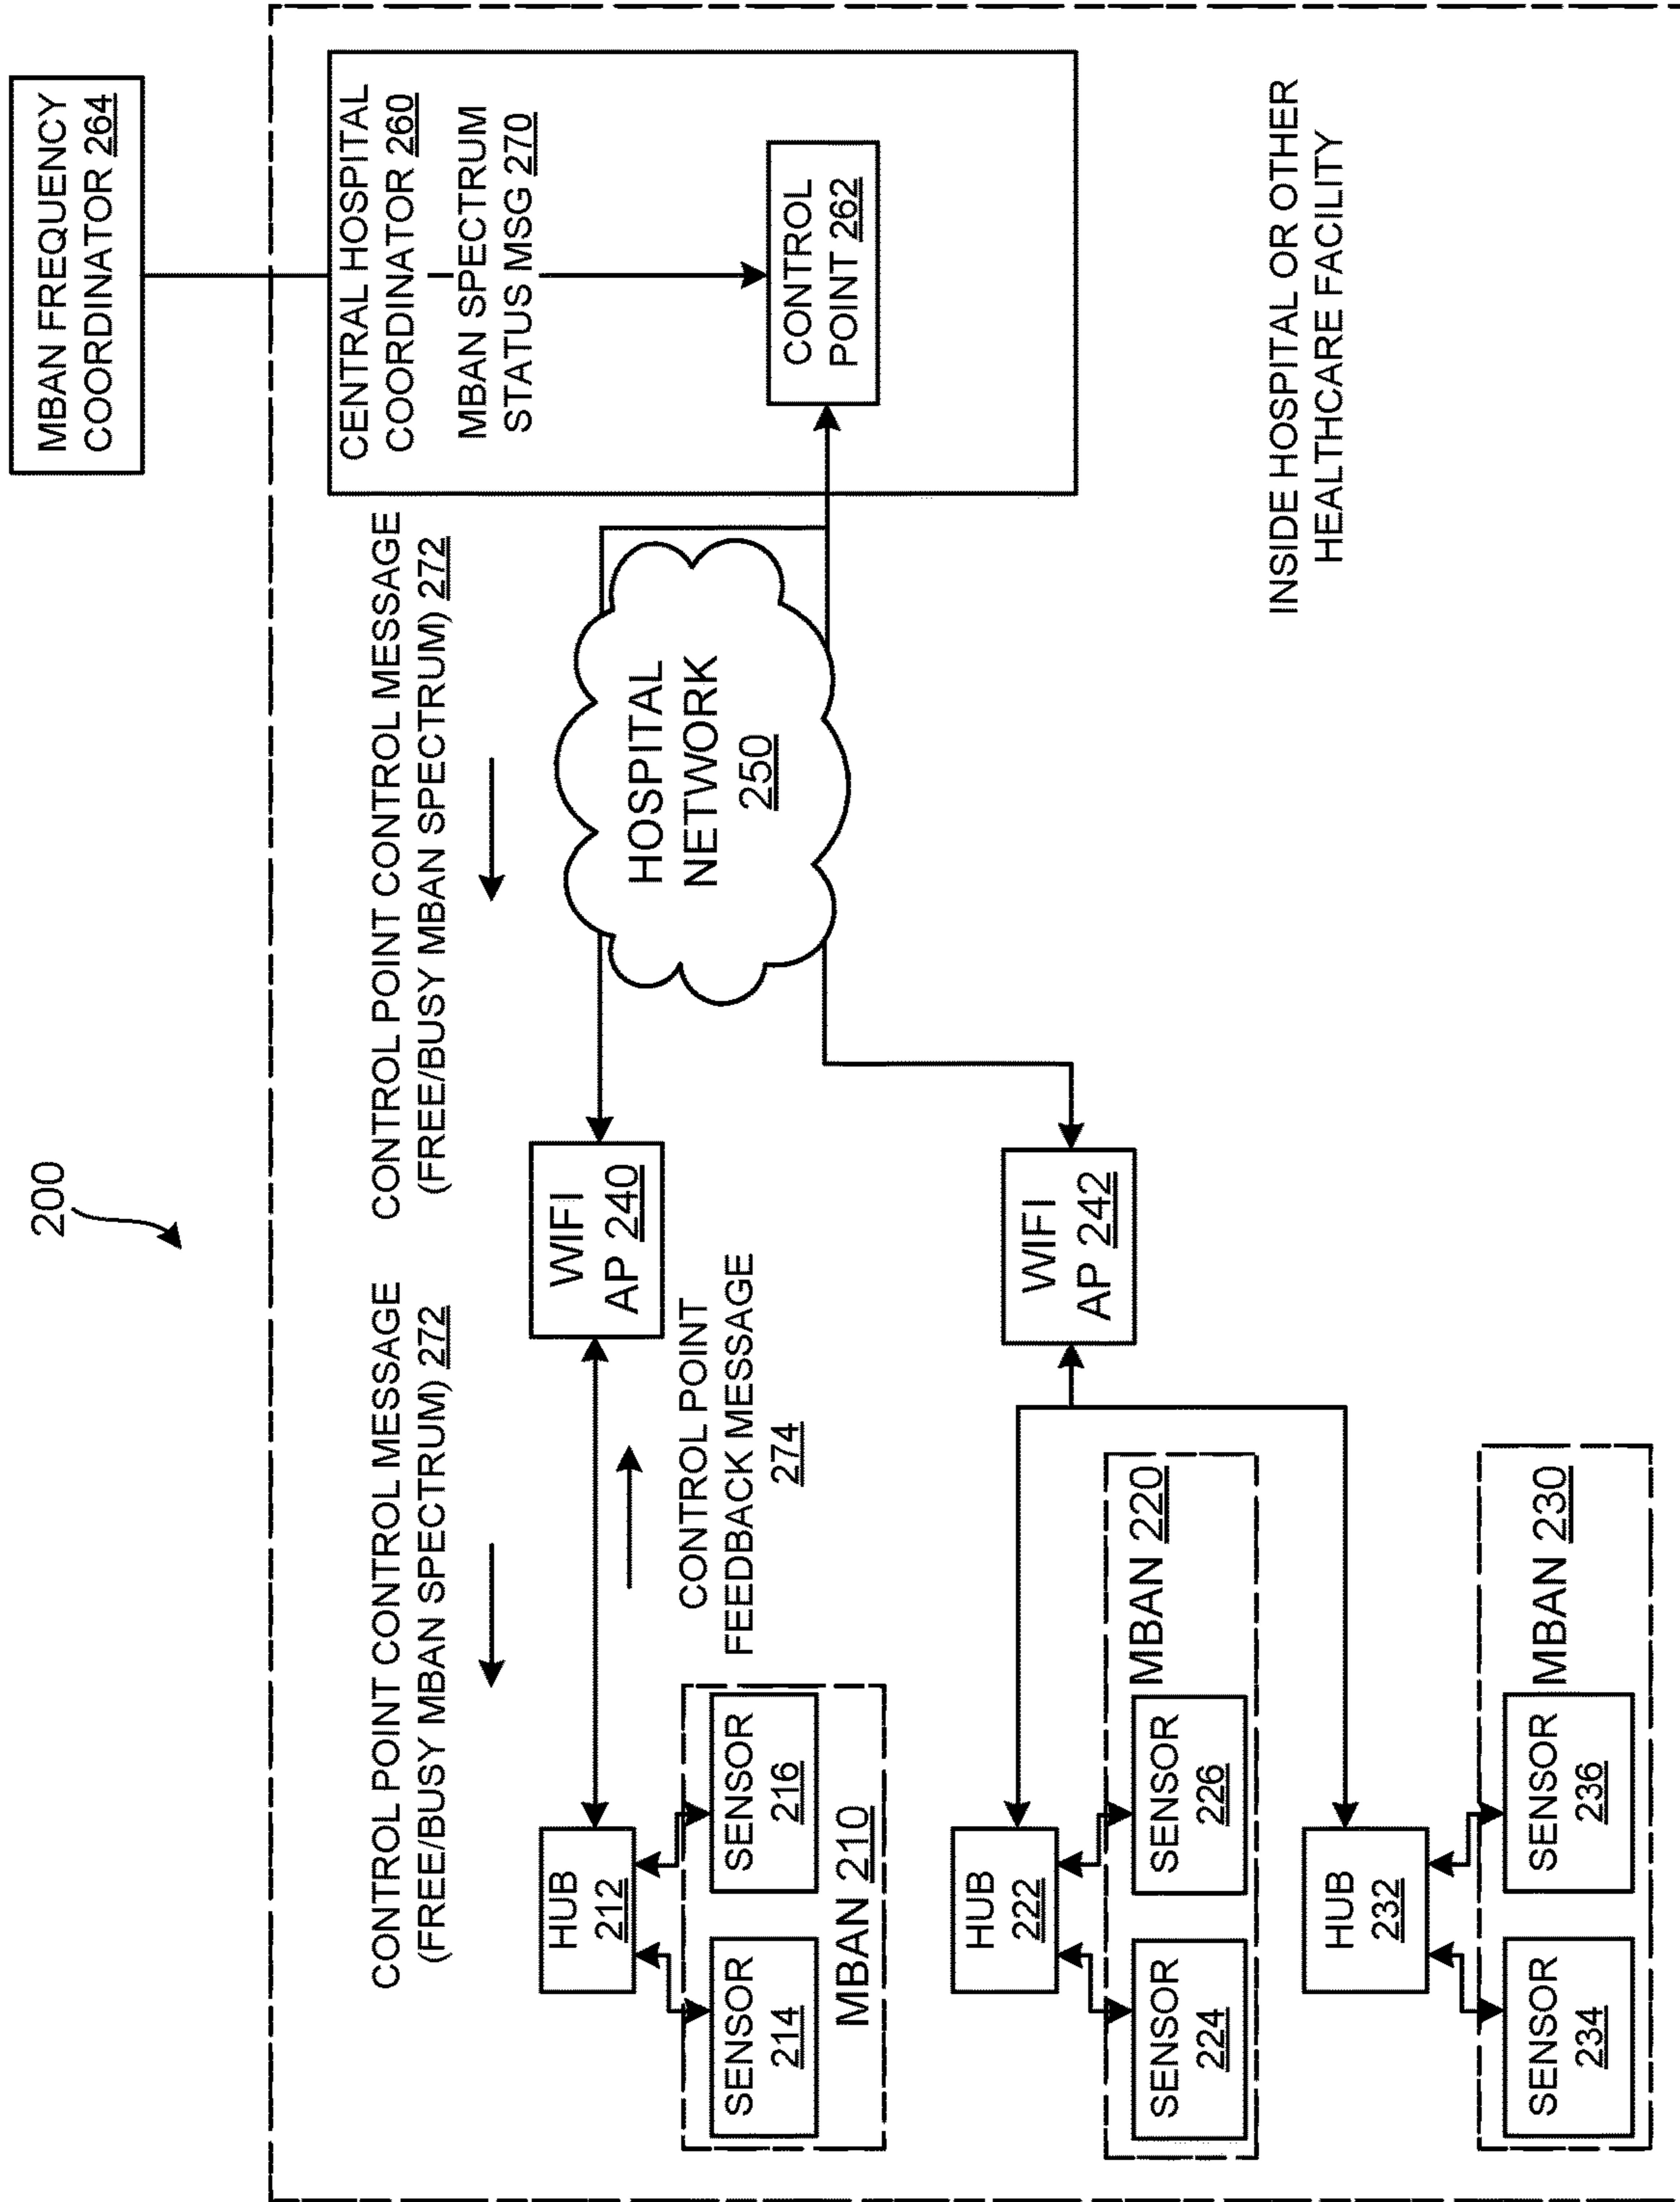 200
MBAN FREQUENCY
COORDINATOR 264
CONTROL POINT CONTROL MESSAGE
(FREE/BUSY MBAN SPECTRUM) 272
CONTROL POINT CONTROL MESSAGE
(FREE/BUSY MBAN SPECTRUM) 272
CENTRAL HOSPITAL
COORDINATOR 260
MBAN SPECTRUM
STATUS MSG 270
CONTROL
POINT 262
HUB
212
WIFI
AP 240
HOSPITAL
NETWORK
250
CONTROL POINT
FEEDBACK MESSAGE
274
SENSOR
214
SENSOR
216
MBAN 210
HUB
222
WIFI
AP 242
SENSOR
224
SENSOR
226
MBAN 220
HUB
232
SENSOR
234
SENSOR
236
MBAN 230
INSIDE HOSPITAL OR OTHER
HEALTHCARE FACILITY